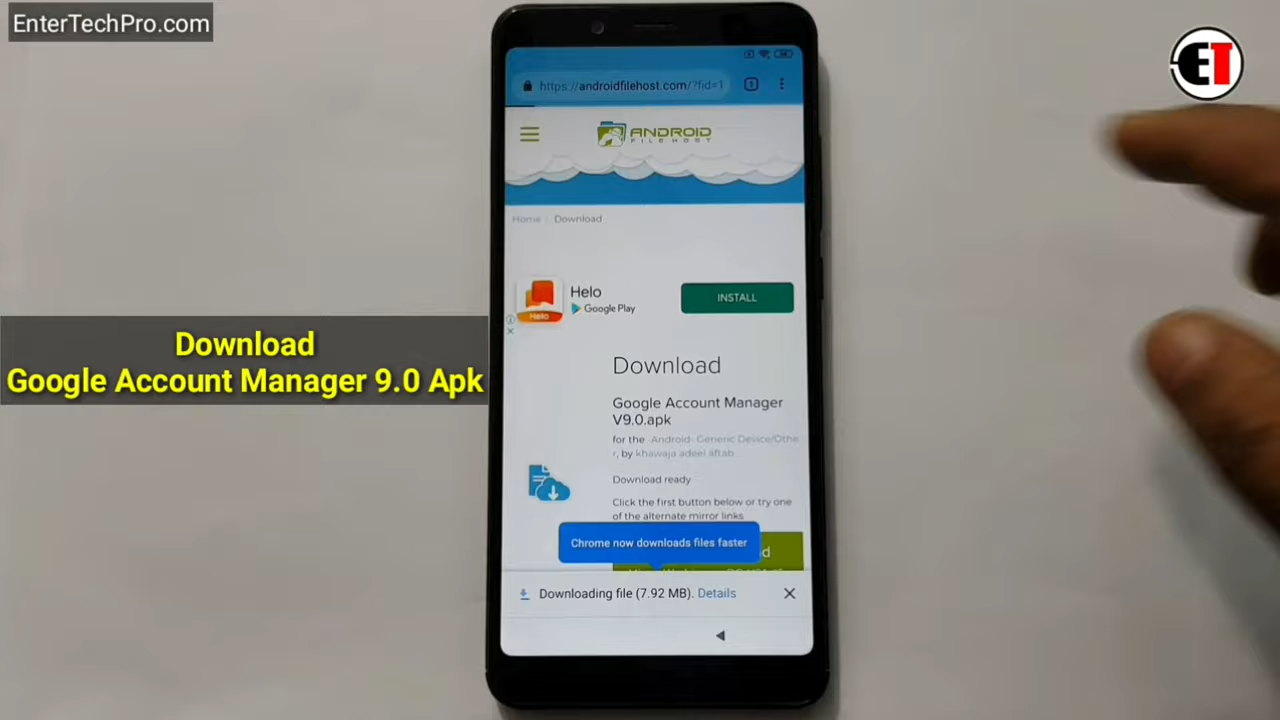 EnterTechPro.com
ET
https://androidfilehost.com/?fid=1
1
ANDROID
FILE HOST
Home / Download
Helo
Google Play
INSTALL
Helo
Download
Google Account Manager
V9.0.apk
for the -Android- Generic Device/Othe
r, by khawaja adeel aftab
Download ready
Click the first button below or try one
of the alternate mirror links
Chrome now downloads files faster
d
Downloading file (7.92 MB). Details
Download
Google Account Manager 9.0 Apk